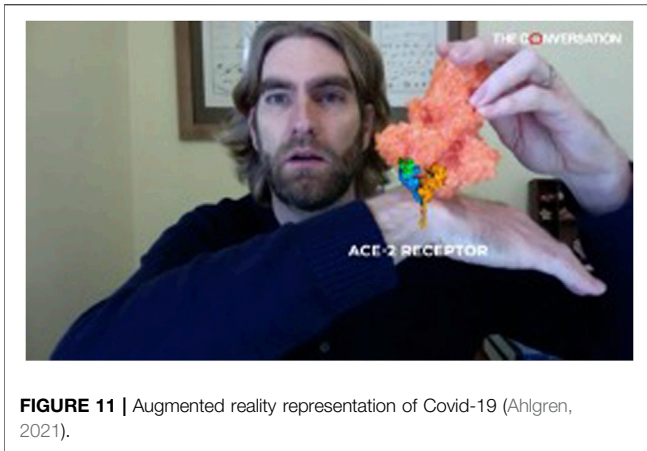 THE CONVERSATION
ACE-2 RECEPTOR
FIGURE 11 | Augmented reality representation of Covid-19 (Ahlgren,
2021).